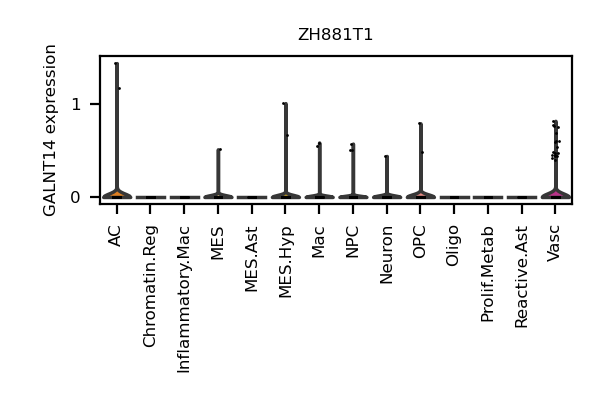 ZH881T1
GALNT14 expression
1
0
AC
Chromatin.Reg
Inflammatory.Mac
MES
MES.Ast
MES.Hyp
Mac
NPC
Neuron
OPC
Oligo
Prolif.Metab
Reactive.Ast
Vasc